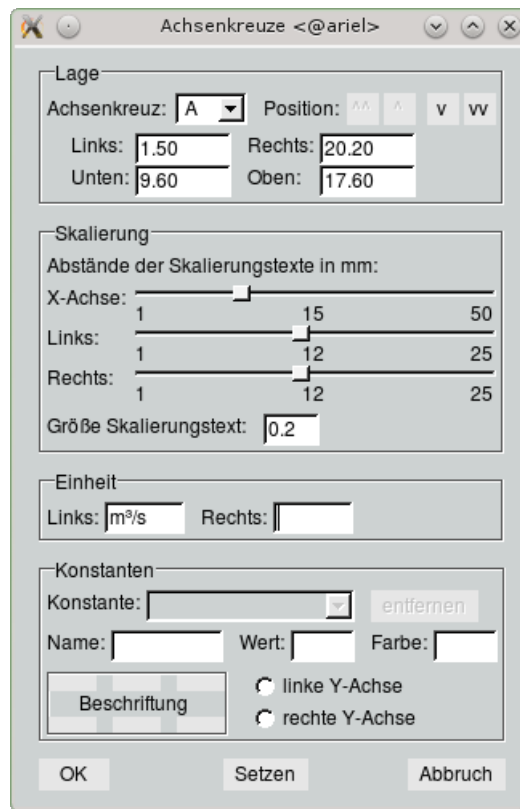 Achsenkreuze <@ariel>
Lage
Achsenkreuz: A Position: ^^ ^ v vv
Links: 1.50 Rechts: 20.20
Unten: 9.60 Oben: 17.60
Skalierung
Abstände der Skalierungstexte in mm:
X-Achse:
1 15 50
Links:
1 12 25
Rechts:
1 12 25
Größe Skalierungstext: 0.2
Einheit
Links: m³/s Rechts:
Konstanten
Konstante: entfernen
Name: Wert: Farbe:
Beschriftung
linke Y-Achse
rechte Y-Achse
OK Setzen Abbruch